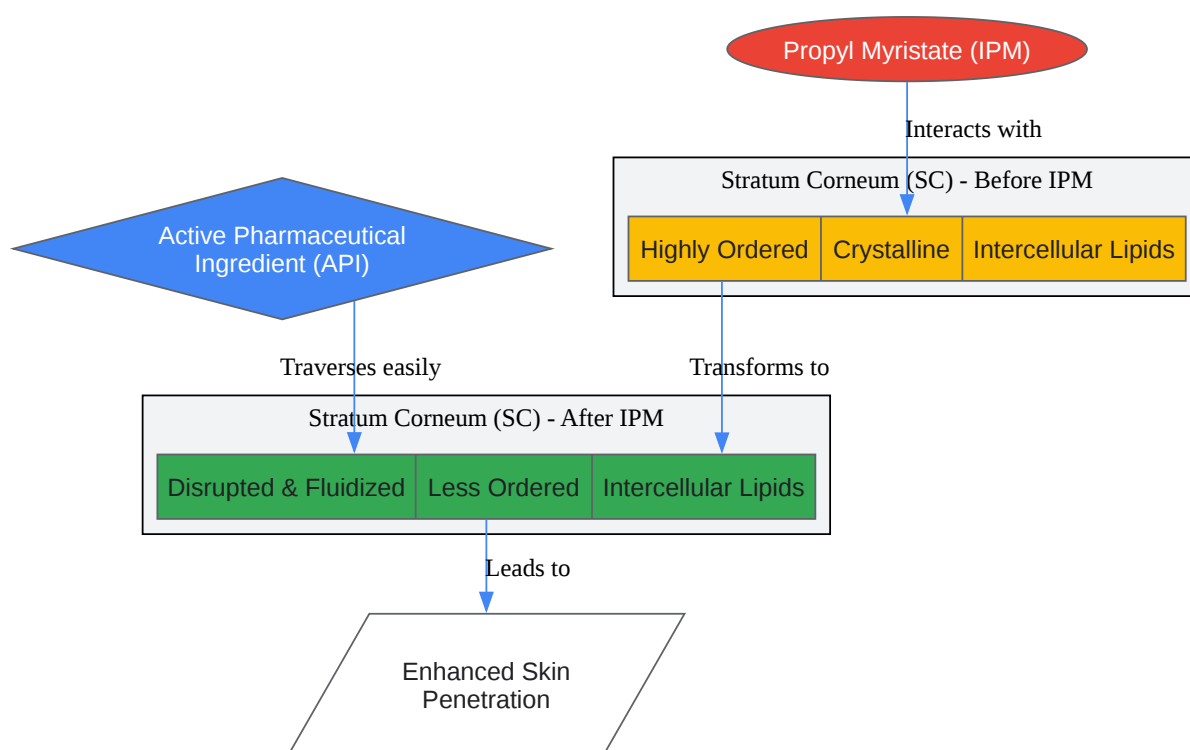 Propyl Myristate (IPM)
Interacts with
Stratum Corneum (SC) - Before IPM
Highly Ordered
Crystalline
Intercellular Lipids
Active Pharmaceutical
Ingredient (API)
Traverses easily
Transforms to
Stratum Corneum (SC) - After IPM
Disrupted & Fluidized
Less Ordered
Intercellular Lipids
Leads to
Enhanced Skin
Penetration